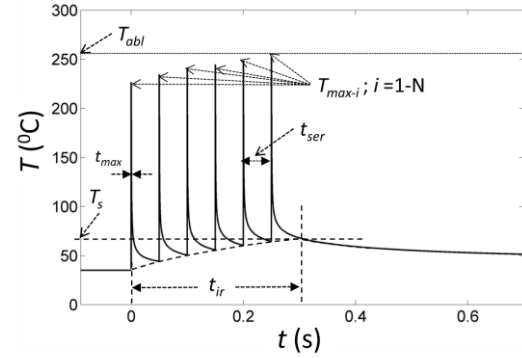 300
T_abl
250
T_max-i ; i =1-N
200
t_ser
T (⁰C)
150
t_max
100
T_s
50
t_ir
0
0
0.2
0.4
0.6
t (s)